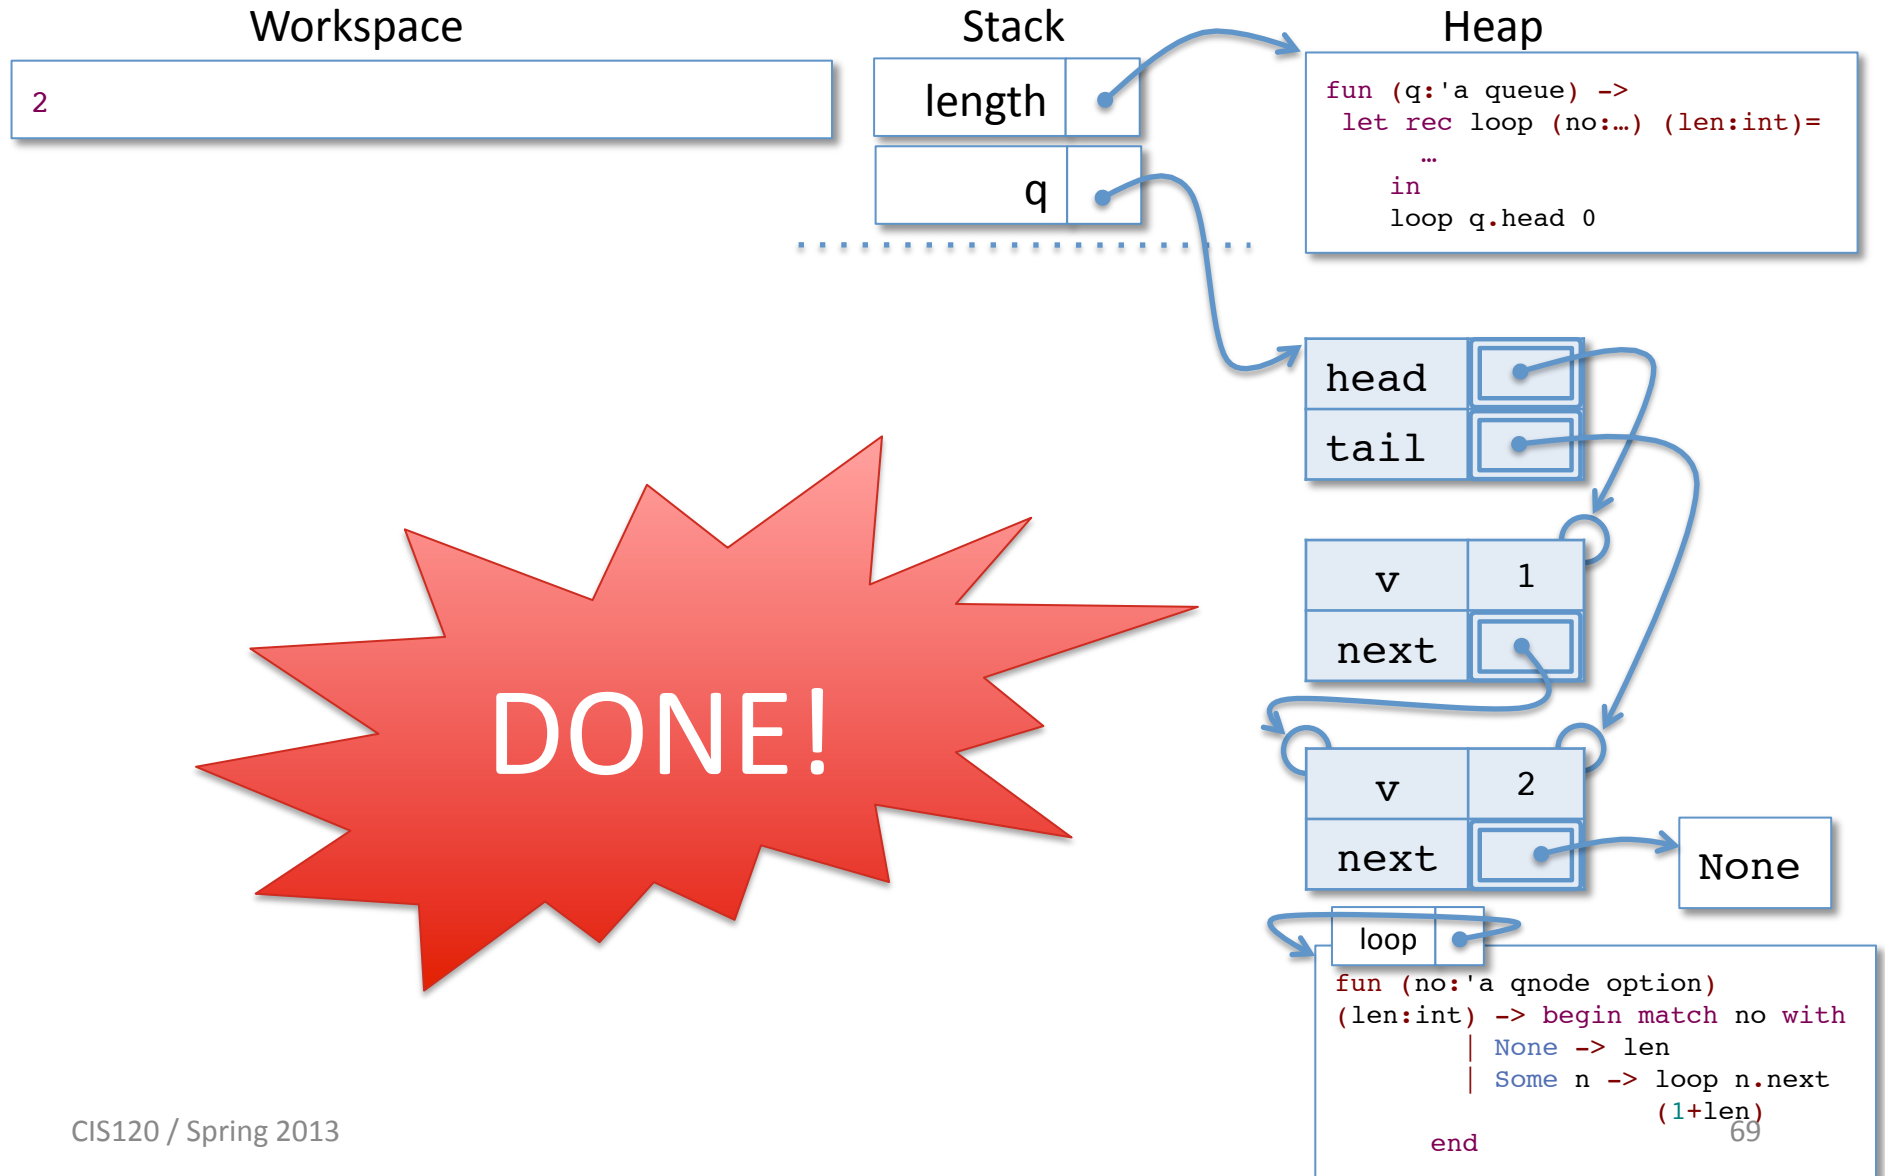 Workspace
Stack
Heap
2
length
q
fun (q:'a queue) ->
let rec loop (no:…) (len:int)=
…
in
loop q.head 0
head
tail
v 1
next
v 2
next
None
DONE!
loop
fun (no:'a qnode option)
(len:int) -> begin match no with
| None -> len
| Some n -> loop n.next
(1+len)
end
CIS120 / Spring 2013
69